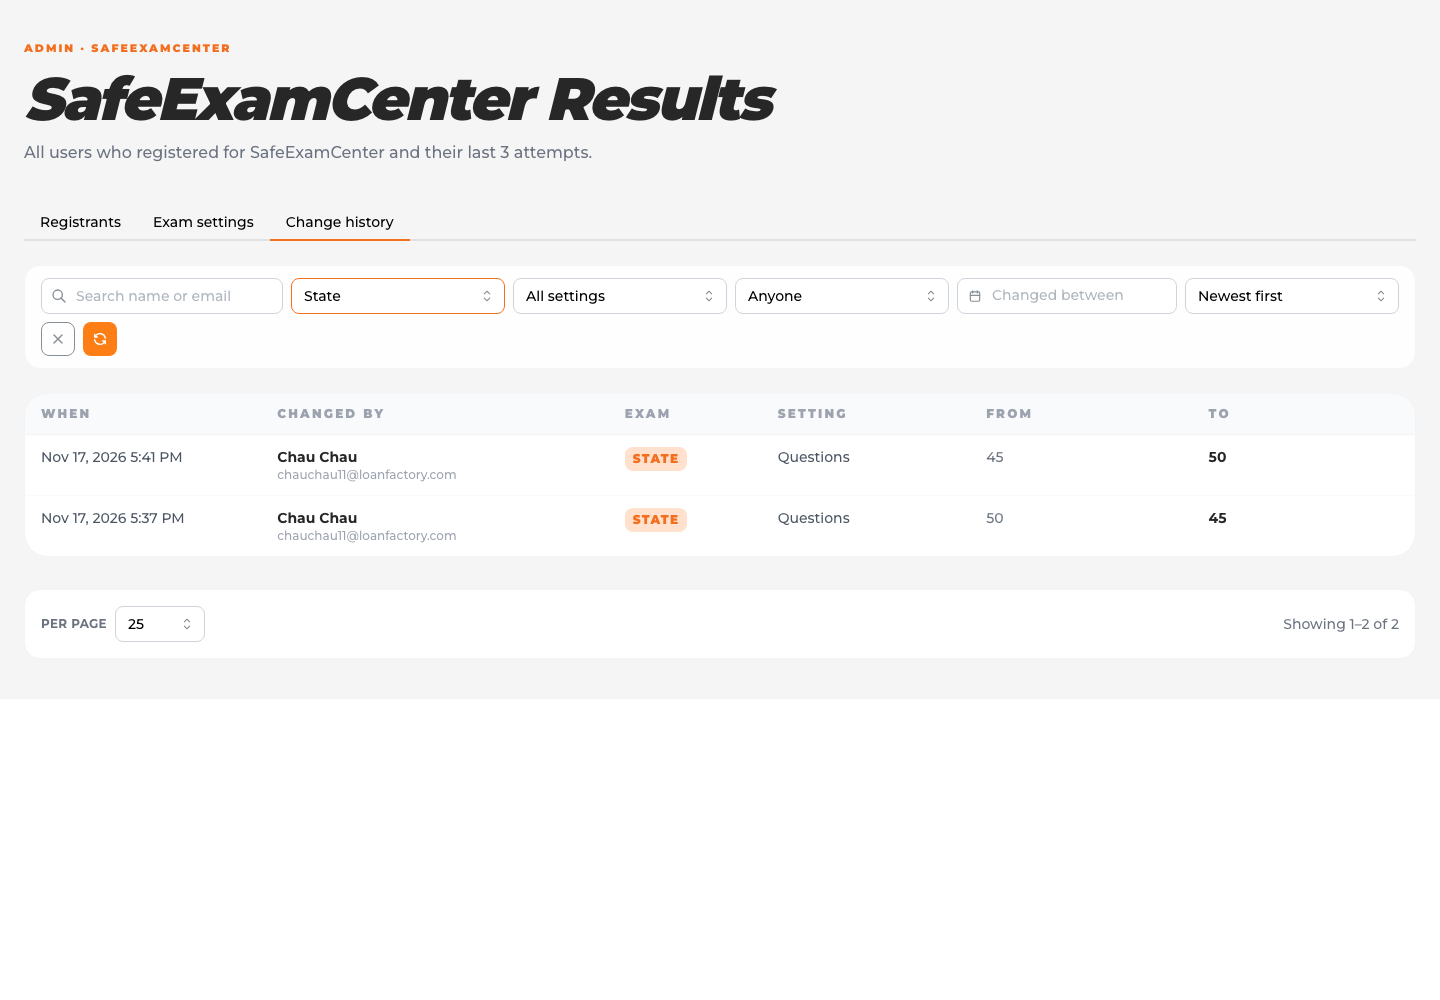 ADMIN · SAFEEXAMCENTER
SafeExamCenter Results
All users who registered for SafeExamCenter and their last 3 attempts.
Registrants Exam settings Change history
Search name or email State All settings Anyone Changed between Newest first
WHEN CHANGED BY EXAM SETTING FROM TO
Nov 17, 2026 5:41 PM Chau Chau STATE Questions 45 50
chauchau11@loanfactory.com
Nov 17, 2026 5:37 PM Chau Chau STATE Questions 50 45
chauchau11@loanfactory.com
PER PAGE 25 Showing 1–2 of 2